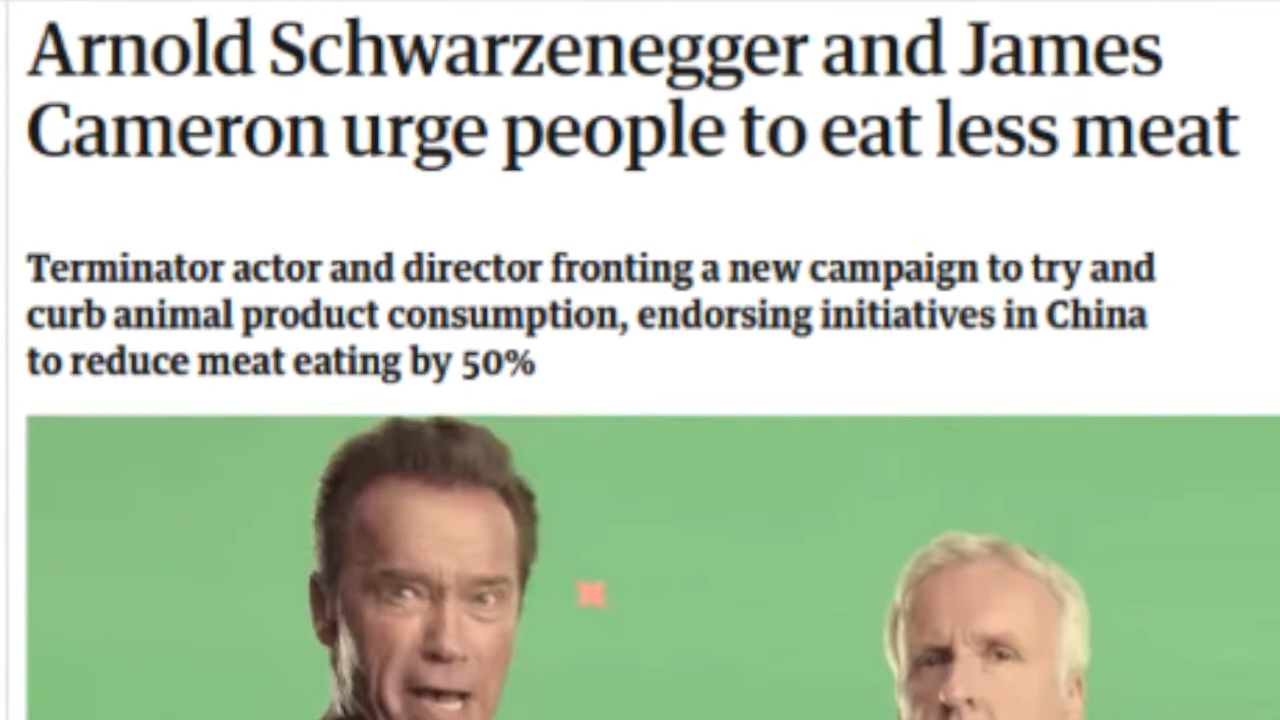 Arnold Schwarzenegger and James
Cameron urge people to eat less meat
Terminator actor and director fronting a new campaign to try and
curb animal product consumption, endorsing initiatives in China
to reduce meat eating by 50%